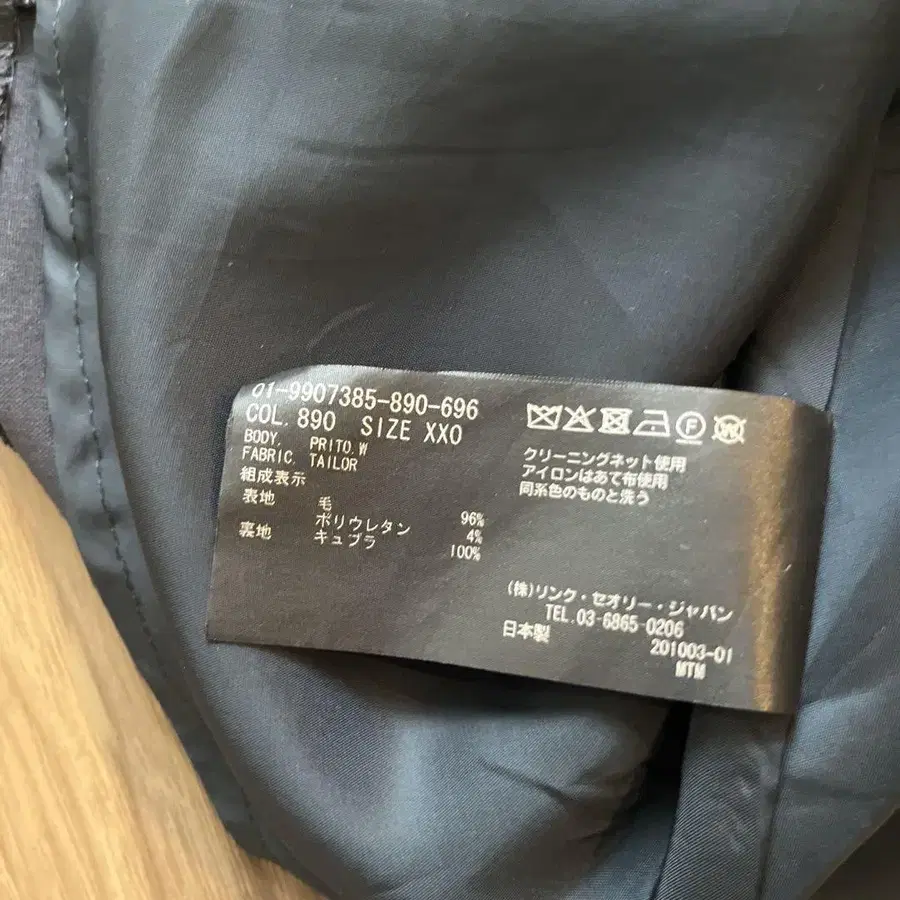 01-9907385-890-696
COL. 890 SIZE XXO
BODY. PRITO.W
FABRIC. TAILOR
組成表示
表地 毛 96%
ポリウレタン 4%
裏地 キュプラ 100%
クリーニングネット使用
アイロンはあて布使用
同系色のものと洗う
(株)リンク・セオリー・ジャパン
TEL.03-6865-0206
日本製
201003-01
MTM